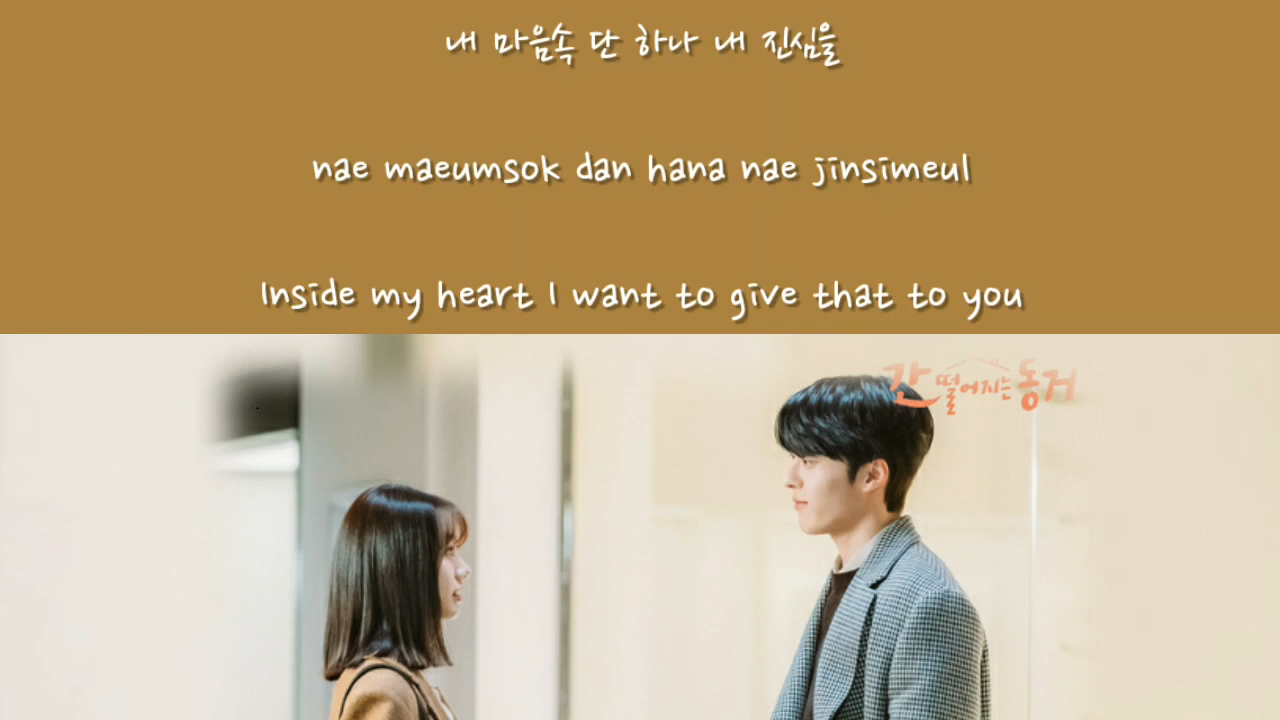 내 마음속 단 하나 내 진심을
nae maeumsok dan hana nae jinsimeul
Inside my heart I want to give that to you
간 떨어지는 동거